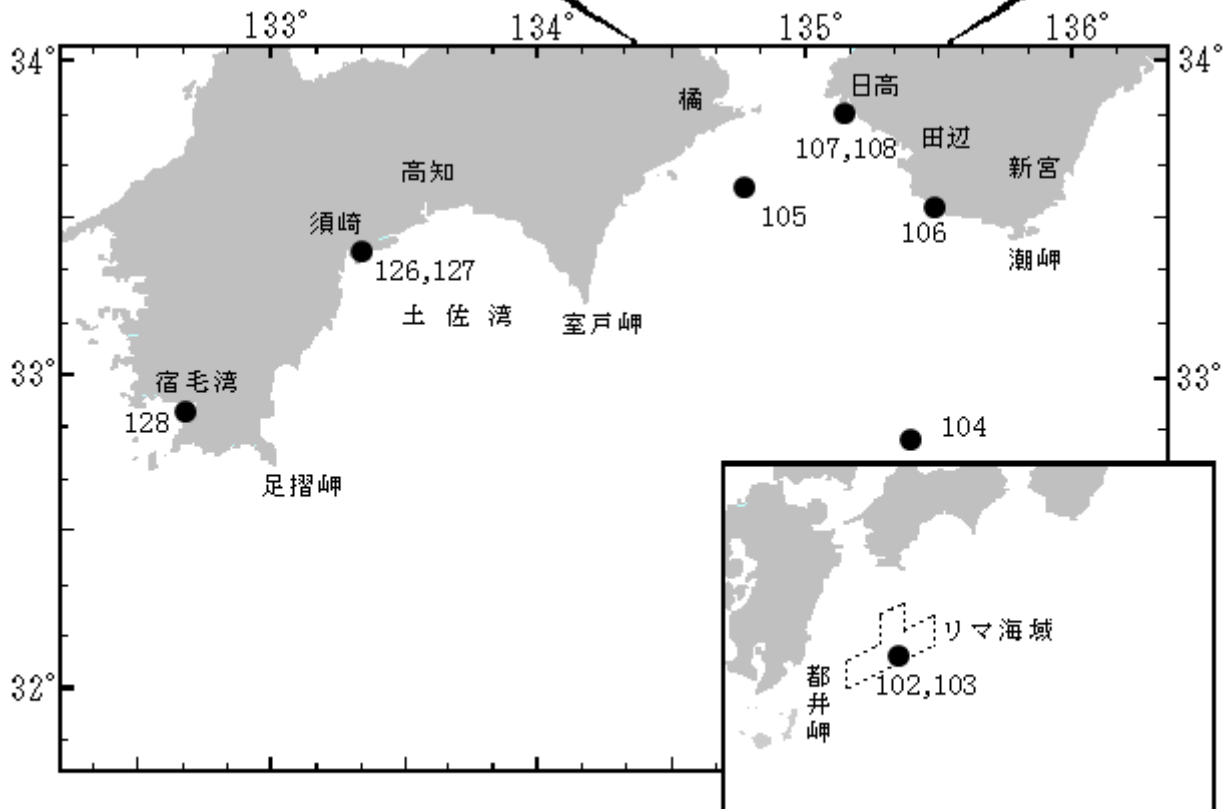 133°
134°
135°
136°
34°
34°
橘
日高
107,108
田辺
高知
新宮
105
須崎
106
126,127
潮岬
土佐湾
室戸岬
33°
33°
宿毛湾
128
104
足摺岬
リマ海域
都井岬
102,103
32°